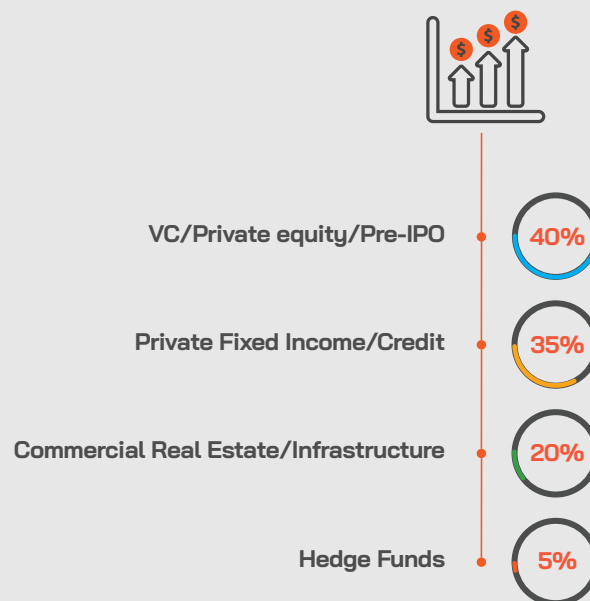 $ $ $
VC/Private equity/Pre-IPO 40%
Private Fixed Income/Credit 35%
Commercial Real Estate/Infrastructure 20%
Hedge Funds 5%